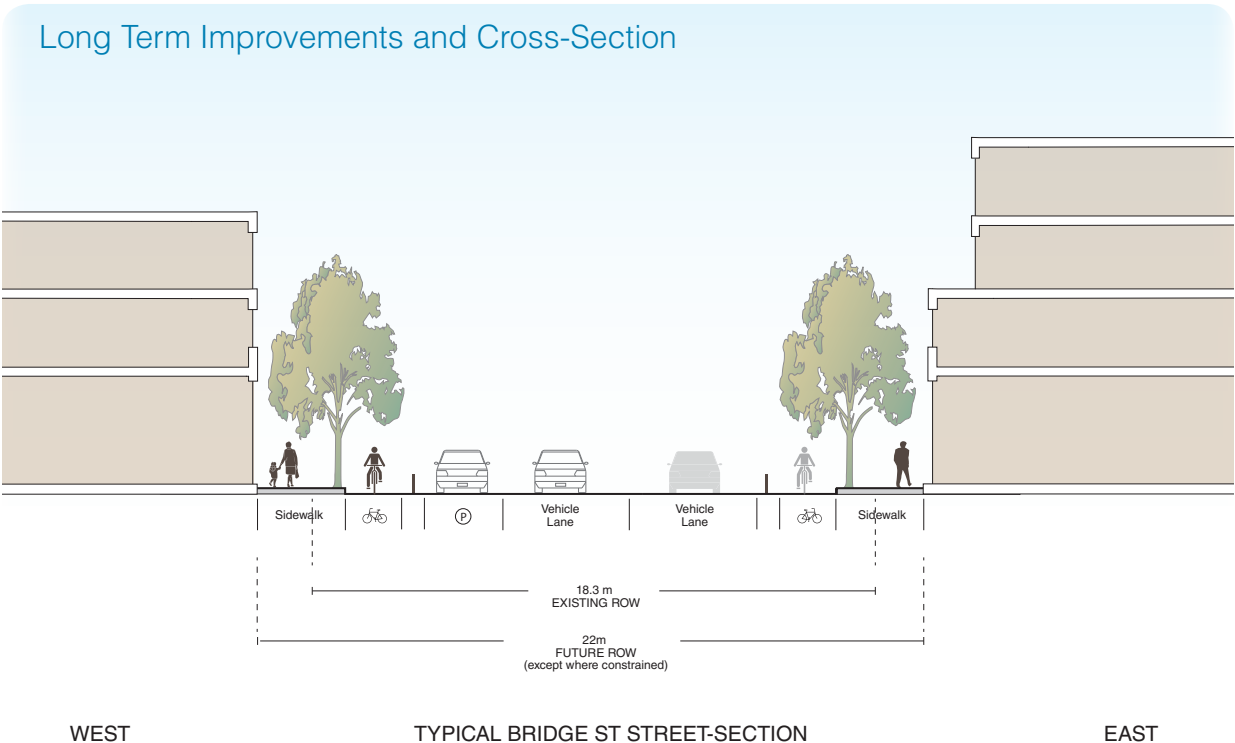 Long Term Improvements and Cross-Section
Sidewalk
P
Vehicle
Lane
Vehicle
Lane
Sidewalk
18.3 m
EXISTING ROW
22m
FUTURE ROW
(except where constrained)
WEST
TYPICAL BRIDGE ST STREET-SECTION
EAST